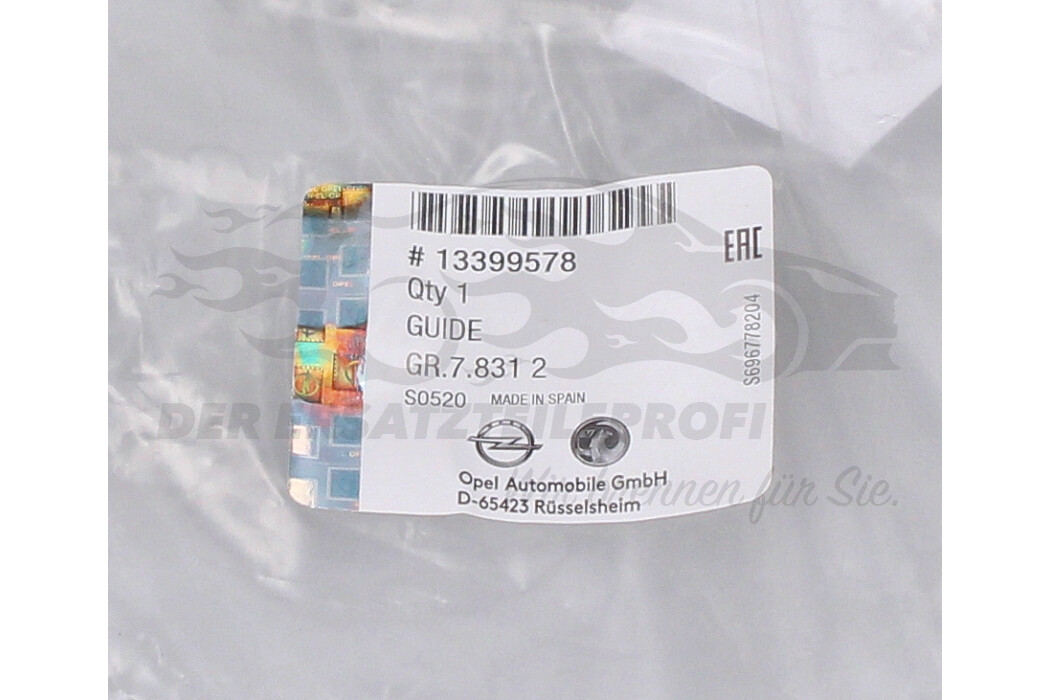 # 13399578
EAC
Qty 1
GUIDE
GR.7.831 2
S0520 MADE IN SPAIN
S696778204
DER ERSATZTEILEPROFI
Opel Automobile GmbH
D-65423 Rüsselsheim
Wir brennen für Sie.